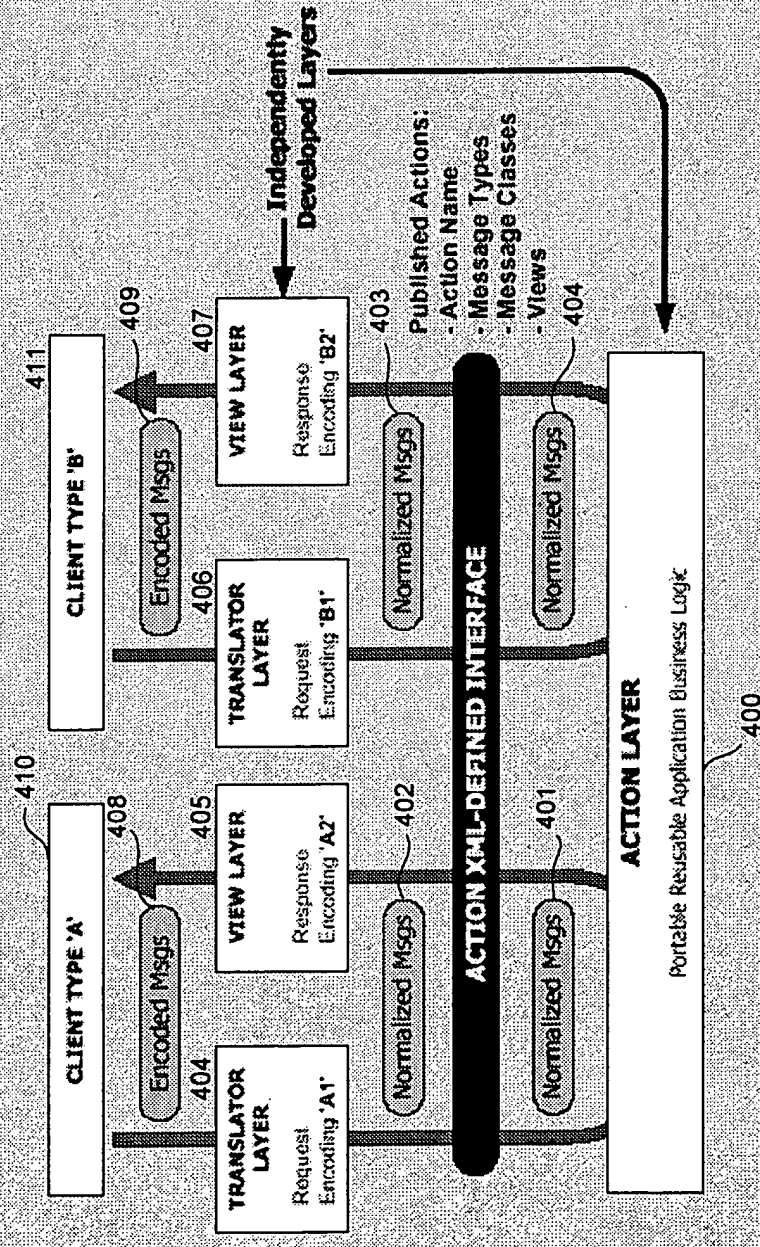 410
411
CLIENT TYPE 'A'
CLIENT TYPE 'B'
408
409
Encoded Msgs
Encoded Msgs
404
405
406
407
TRANSLATOR
LAYER
Request
Encoding 'A1'
VIEW LAYER
Response
Encoding 'A2'
TRANSLATOR
LAYER
Request
Encoding 'B1'
VIEW LAYER
Response
Encoding 'B2'
Independently
Developed Layers
402
403
Normalized Msgs
Normalized Msgs
Published Actions:
- Action Name
- Message Types
- Message Classes
- Views
ACTION XML-DEFINED INTERFACE
401
404
Normalized Msgs
Normalized Msgs
ACTION LAYER
Portable Reusable Application Business Logic
400